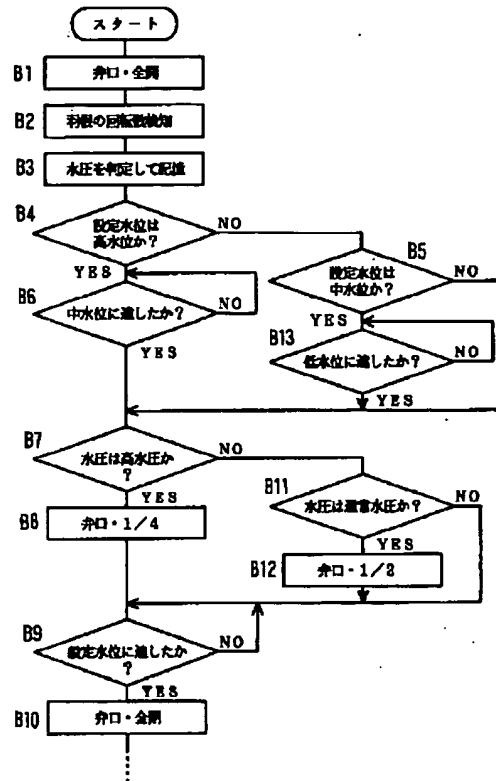 スタート
B1
弁口・全開
B2
羽根の回転数検知
B3
水圧を判定して記憶
B4
設定水位は
高水位か?
NO
YES
B5
設定水位は
中水位か?
NO
YES
B6
中水位に達したか?
NO
YES
B13
低水位に達したか?
NO
YES
B7
水圧は高水圧か
?
NO
YES
B8
弁口・1/4
B11
水圧は通常水圧か?
NO
YES
B12
弁口・1/2
B9
設定水位に達したか
?
NO
YES
B10
弁口・全閉